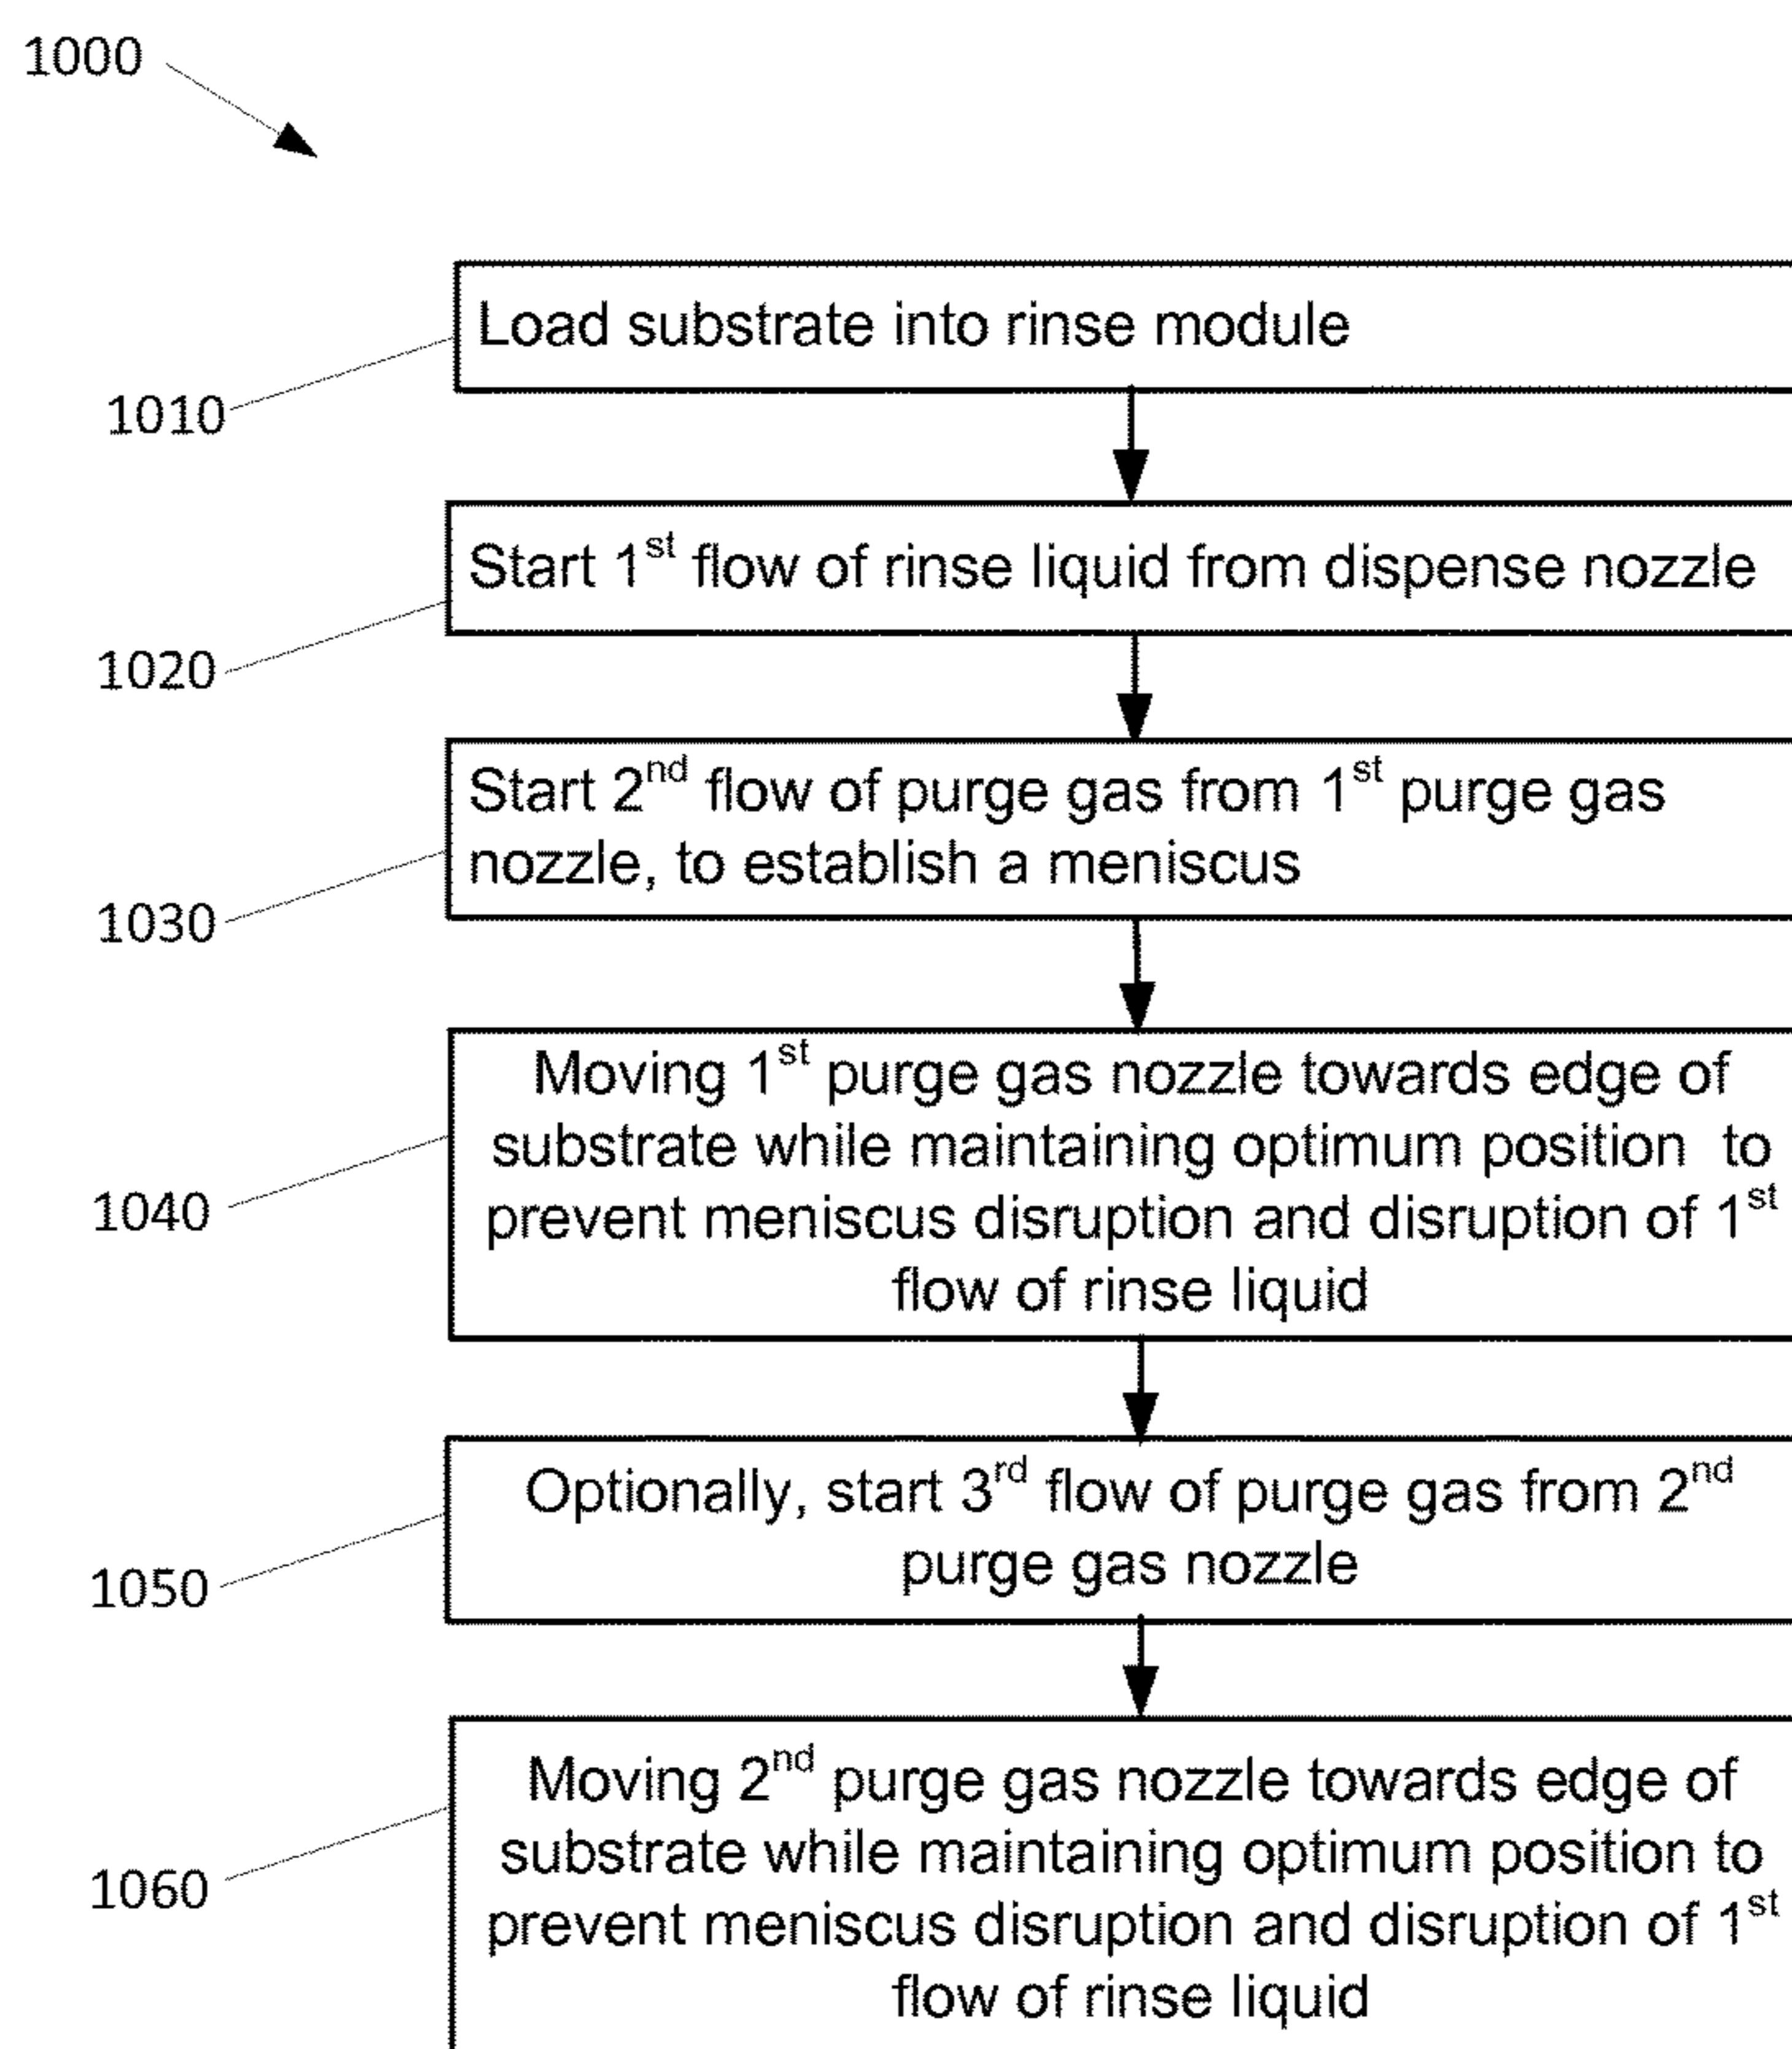 1000
Load substrate into rinse module
1010
Start 1st flow of rinse liquid from dispense nozzle
1020
Start 2nd flow of purge gas from 1st purge gas
nozzle, to establish a meniscus
1030
Moving 1st purge gas nozzle towards edge of
substrate while maintaining optimum position to
prevent meniscus disruption and disruption of 1st
flow of rinse liquid
1040
Optionally, start 3rd flow of purge gas from 2nd
purge gas nozzle
1050
Moving 2nd purge gas nozzle towards edge of
substrate while maintaining optimum position to
prevent meniscus disruption and disruption of 1st
flow of rinse liquid
1060